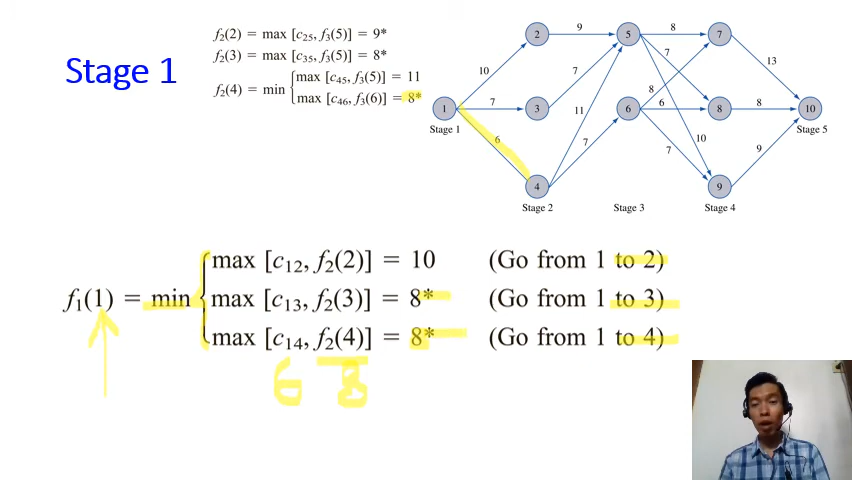 Stage 1
f₂(2) = max [c₂₅, f₃(5)] = 9*
f₂(3) = max [c₃₅, f₃(5)] = 8*
f₂(4) = min { max [c₄₅, f₃(5)] = 11
max [c₄₆, f₃(6)] = 8*
2 9 5 8 7
10 7 7 13
8
1 7 3 11 6 6 8 8 10
Stage 1 Stage 5
6 7 7 10 9
4 9
Stage 2 Stage 3 Stage 4
max [c₁₂, f₂(2)] = 10 (Go from 1 to 2)
f₁(1) = min { max [c₁₃, f₂(3)] = 8* (Go from 1 to 3)
max [c₁₄, f₂(4)] = 8* (Go from 1 to 4)
6 8